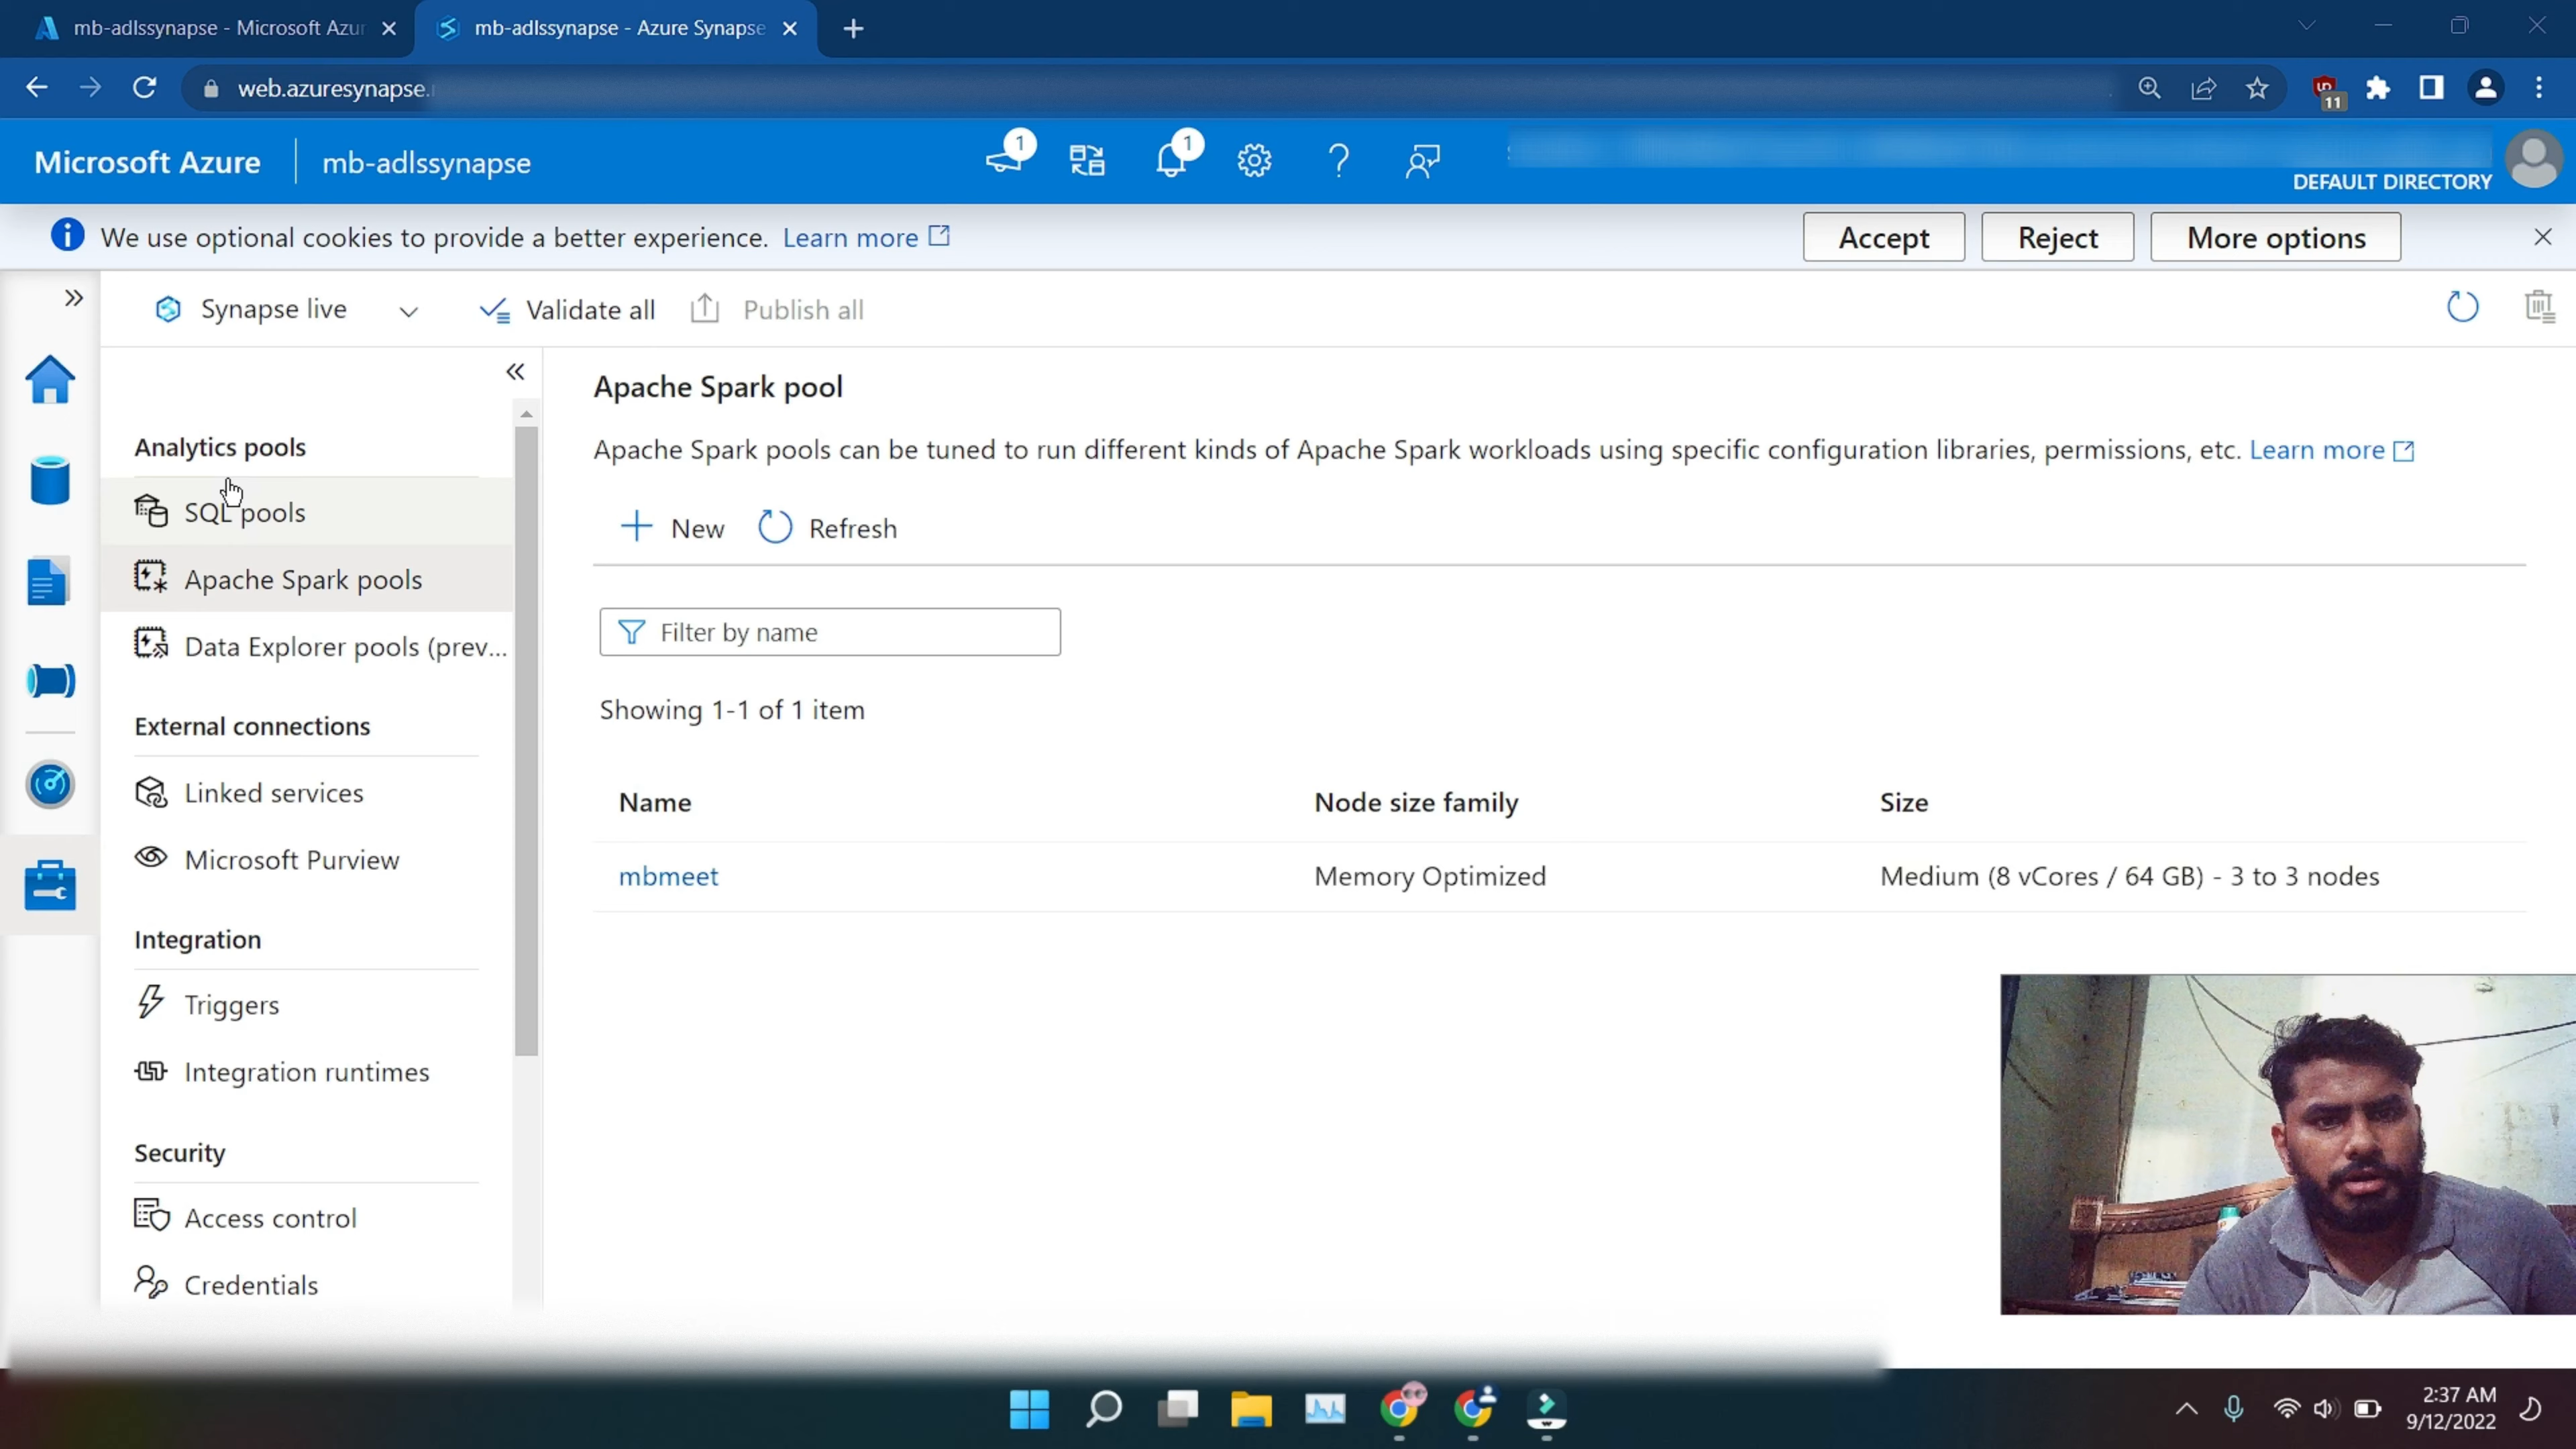 mb-adlssynapse - Microsoft Azur
mb-adlssynapse - Azure Synapse
web.azuresynapse.
11
Microsoft Azure
mb-adlssynapse
1
1
DEFAULT DIRECTORY
We use optional cookies to provide a better experience. Learn more
Accept
Reject
More options
Synapse live
Validate all
Publish all
Analytics pools
SQL pools
Apache Spark pools
Data Explorer pools (prev...
External connections
Linked services
Microsoft Purview
Integration
Triggers
Integration runtimes
Security
Access control
Credentials
Apache Spark pool
Apache Spark pools can be tuned to run different kinds of Apache Spark workloads using specific configuration libraries, permissions, etc. Learn more
New
Refresh
Filter by name
Showing 1-1 of 1 item
Name
Node size family
Size
mbmeet
Memory Optimized
Medium (8 vCores / 64 GB) - 3 to 3 nodes
2:37 AM
9/12/2022